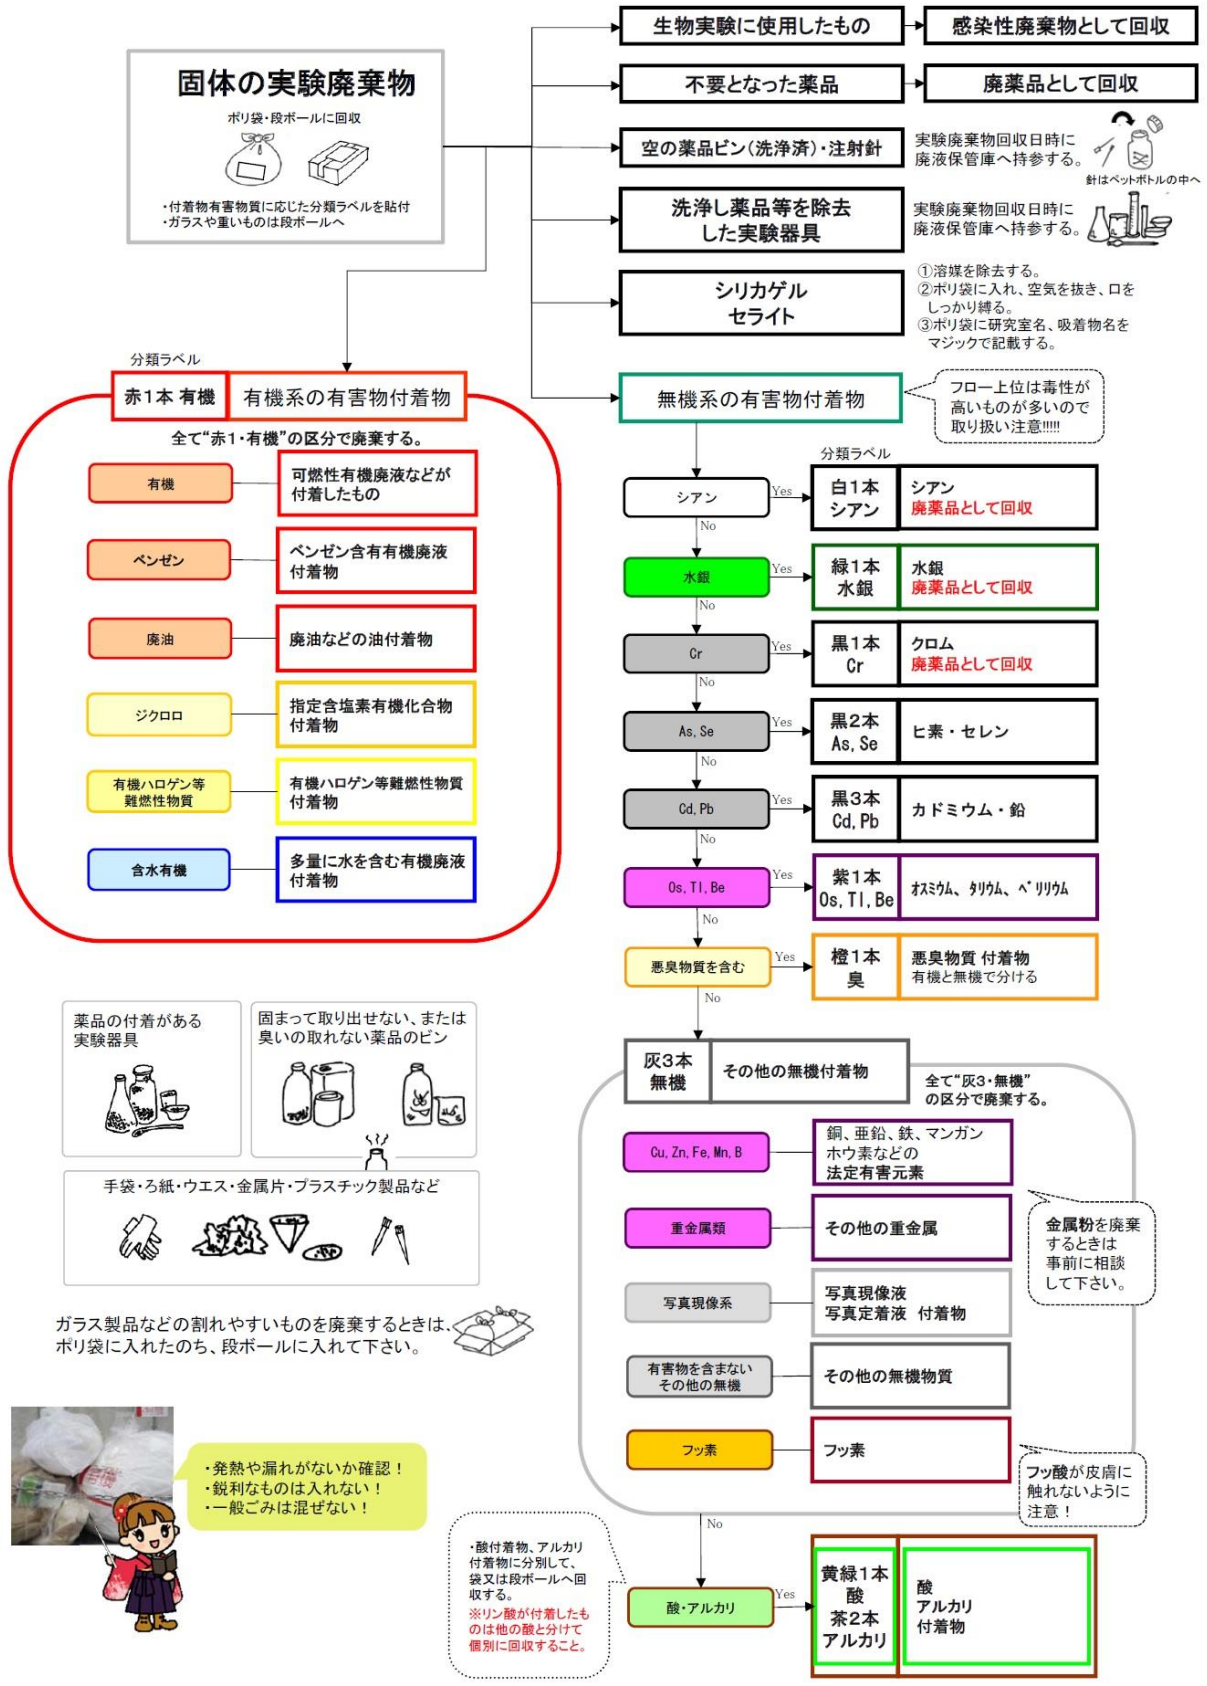 固体の実験廃棄物
ポリ袋・段ボールに回収
・付着物有害物質に応じた分類ラベルを貼付
・ガラスや重いものは段ボールへ
生物実験に使用したもの
感染性廃棄物として回収
不要となった薬品
廃薬品として回収
空の薬品ビン(洗浄済)・注射針
実験廃棄物回収日時に
廃液保管庫へ持参する。
針はペットボトルの中へ
洗浄し薬品等を除去
した実験器具
実験廃棄物回収日時に
廃液保管庫へ持参する。
シリカゲル
セライト
①溶媒を除去する。
②ポリ袋に入れ、空気を抜き、口を
しっかり縛る。
③ポリ袋に研究室名、吸着物名を
マジックで記載する。
分類ラベル
赤1本 有機
有機系の有害物付着物
全て“赤1・有機”の区分で廃棄する。
有機
可燃性有機廃液などが
付着したもの
ベンゼン
ベンゼン含有有機廃液
付着物
廃油
廃油などの油付着物
ジクロロ
指定含塩素有機化合物
付着物
有機ハロゲン等
難燃性物質
有機ハロゲン等難燃性物質
付着物
含水有機
多量に水を含む有機廃液
付着物
無機系の有害物付着物
フロー上位は毒性が
高いものが多いので
取り扱い注意!!!!!
分類ラベル
シアン
Yes
白1本
シアン
シアン
廃薬品として回収
No
水銀
Yes
緑1本
水銀
水銀
廃薬品として回収
No
Cr
Yes
黒1本
Cr
クロム
廃薬品として回収
No
As, Se
Yes
黒2本
As, Se
ヒ素・セレン
No
Cd, Pb
Yes
黒3本
Cd, Pb
カドミウム・鉛
No
Os, Tl, Be
Yes
紫1本
Os, Tl, Be
オスミウム、タリウム、ベリリウム
No
悪臭物質を含む
Yes
橙1本
臭
悪臭物質 付着物
有機と無機で分ける
No
灰3本
無機
その他の無機付着物
全て“灰3・無機”
の区分で廃棄する。
Cu, Zn, Fe, Mn, B
銅、亜鉛、鉄、マンガン
ホウ素などの
法定有害元素
重金属類
その他の重金属
金属粉を廃棄
するときは
事前に相談
して下さい。
写真現像系
写真現像液
写真定着液 付着物
有害物を含まない
その他の無機
その他の無機物質
フッ素
フッ素
フッ酸が皮膚に
触れないように
注意！
No
・酸付着物、アルカリ
付着物に分別して、
袋又は段ボールへ回
収する。
※リン酸が付着したも
のは他の酸と分けて
個別に回収すること。
酸・アルカリ
Yes
黄緑1本
酸
茶2本
アルカリ
酸
アルカリ
付着物
薬品の付着がある
実験器具
固まって取り出せない、または
臭いの取れない薬品のビン
手袋・ろ紙・ウエス・金属片・プラスチック製品など
ガラス製品などの割れやすいものを廃棄するときは、
ポリ袋に入れたのち、段ボールに入れて下さい。
・発熱や漏れがないか確認！
・鋭利なものは入れない！
・一般ごみは混ぜない！